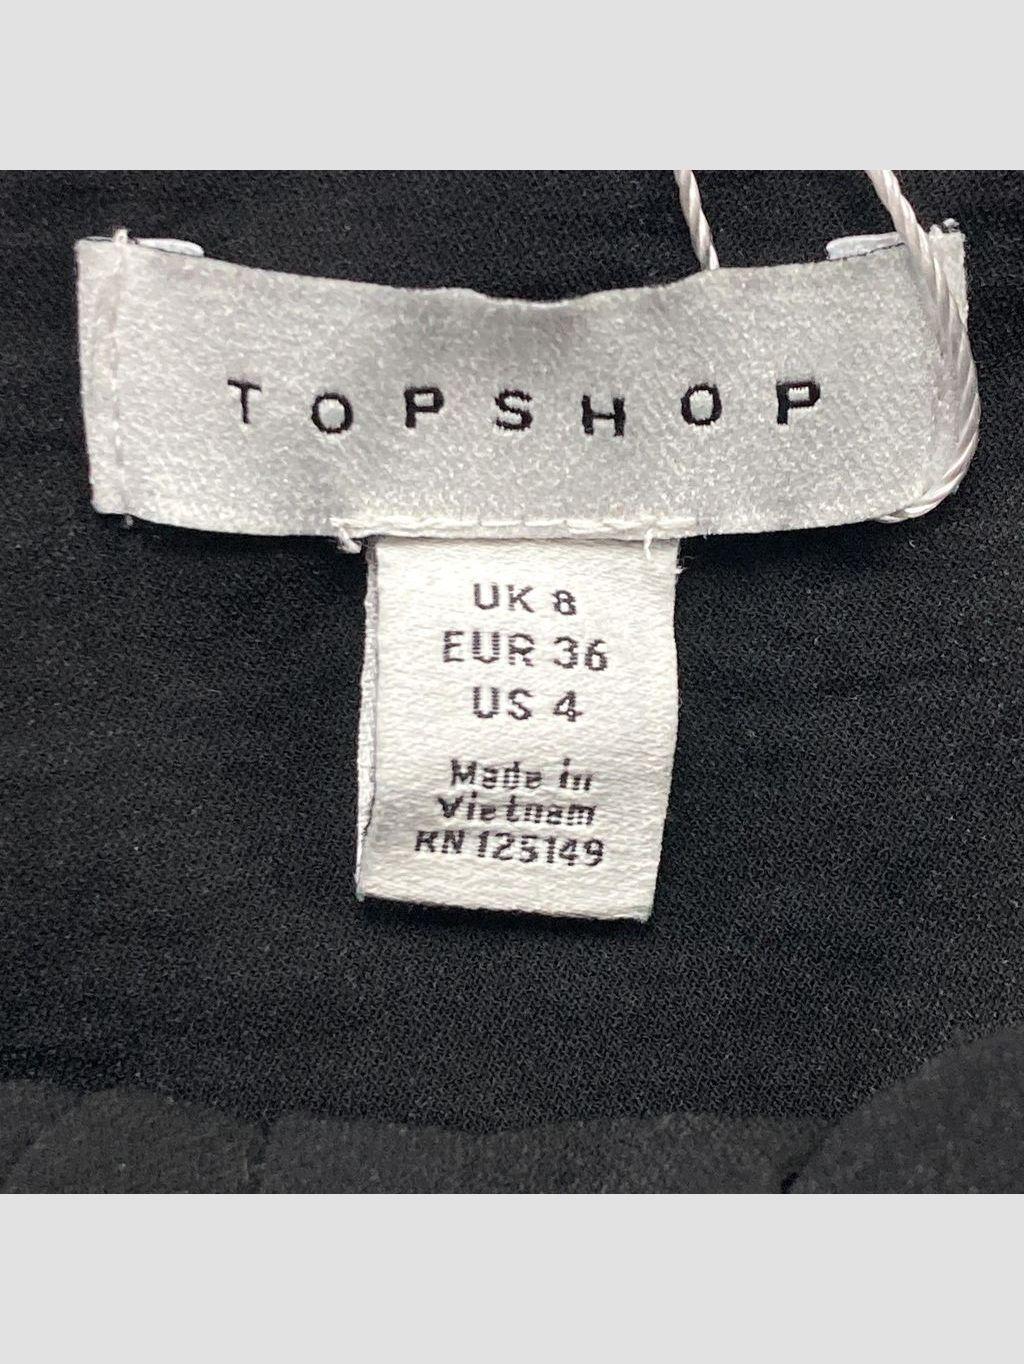 TOPSHOP
UK 8
EUR 36
US 4
Made in
Vietnam
RN 125149